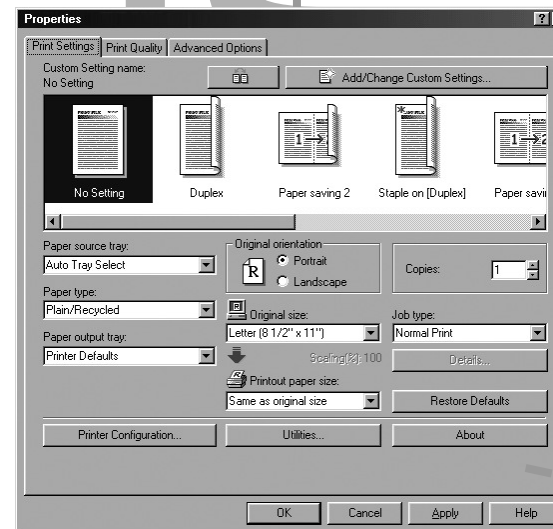 Properties
Print Settings
Print Quality
Advanced Options
Custom Setting name:
No Setting
Add/Change Custom Settings...
No Setting
Duplex
Paper saving 2
Staple on [Duplex]
Paper savi
Paper source tray:
Auto Tray Select
Paper type:
Plain/Recycled
Paper output tray:
Printer Defaults
Original orientation
R
Portrait
Landscape
Original size:
Letter (8 1/2" x 11")
Scaling(%): 100
Printout paper size:
Same as original size
Copies:
1
Job type:
Normal Print
Details...
Restore Defaults
Printer Configuration...
Utilities...
About
OK
Cancel
Apply
Help